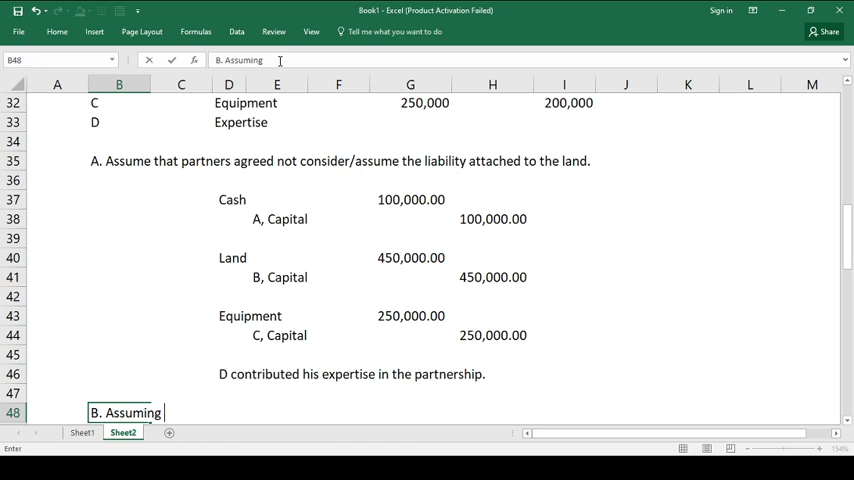 Book1 - Excel (Product Activation Failed)
Sign in
File Home Insert Page Layout Formulas Data Review View Tell me what you want to do Share
B48 B. Assuming
A B C D E F G H I J K L M
32 C Equipment 250,000 200,000
33 D Expertise
34
35 A. Assume that partners agreed not consider/assume the liability attached to the land.
36
37 Cash 100,000.00
38 A, Capital 100,000.00
39
40 Land 450,000.00
41 B, Capital 450,000.00
42
43 Equipment 250,000.00
44 C, Capital 250,000.00
45
46 D contributed his expertise in the partnership.
47
48 B. Assuming
Sheet1 Sheet2
Enter 154%